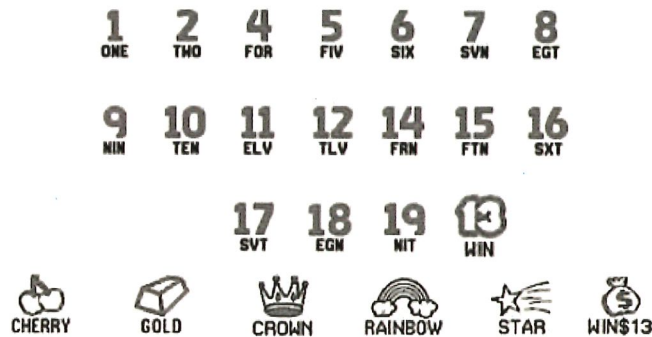 1 2 4 5 6 7 8
ONE TWO FOR FIV SIX SVN EGT
9 10 11 12 14 15 16
NIN TEN ELV TLV FRN FTN SXT
17 18 19 13
SVT EGN NIT WIN
$
CHERRY GOLD CROWN RAINBOW STAR WIN$13